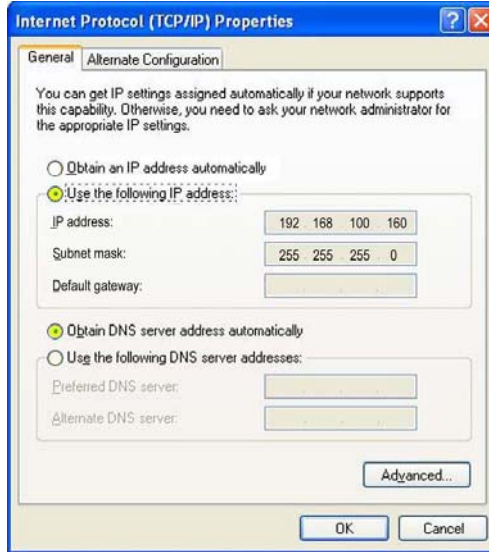 Internet Protocol (TCP/IP) Properties
General
Alternate Configuration
You can get IP settings assigned automatically if your network supports
this capability. Otherwise, you need to ask your network administrator for
the appropriate IP settings.
Obtain an IP address automatically
Use the following IP address:
IP address: 192 . 168 . 100 . 160
Subnet mask: 255 . 255 . 255 . 0
Default gateway: . . .
Obtain DNS server address automatically
Use the following DNS server addresses:
Preferred DNS server: . . .
Alternate DNS server: . . .
Advanced...
OK
Cancel